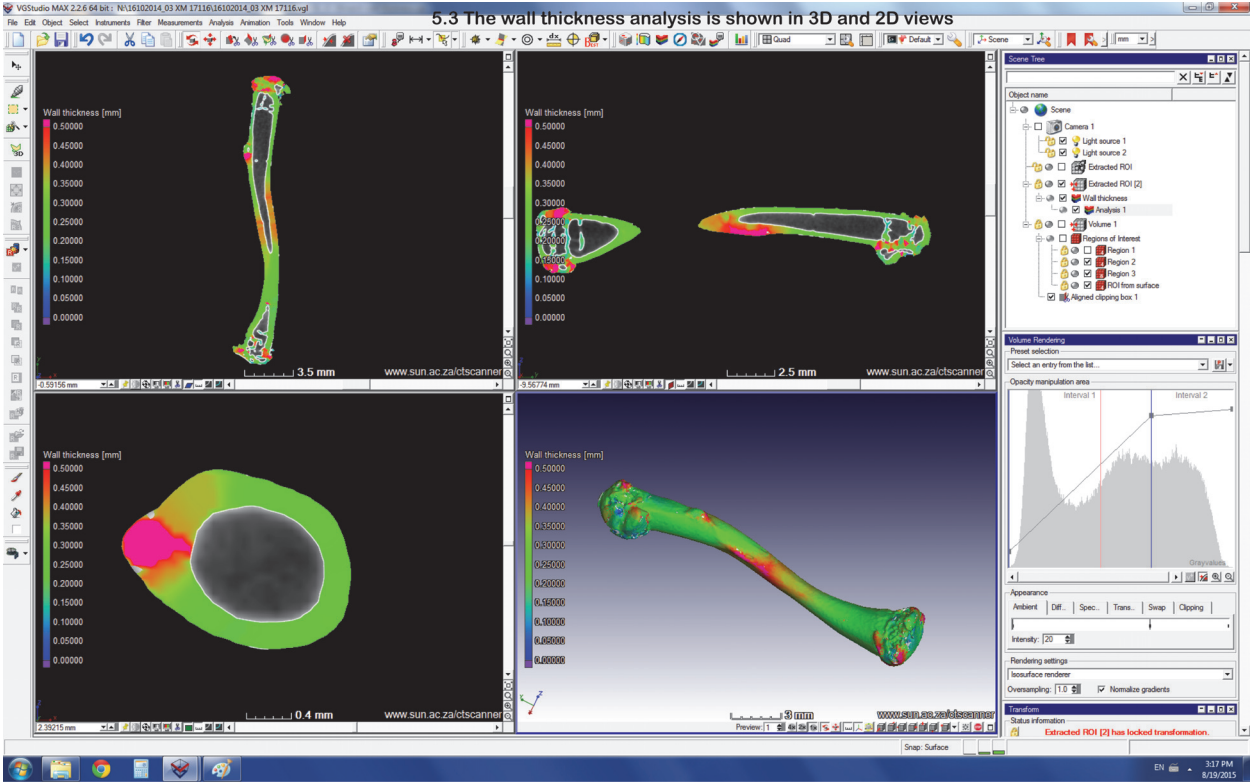 VGStudio MAX 2.2.6 64 bit : N:\16102014_03 XM 17116\16102014_03 XM 17116.vgl
5.3 The wall thickness analysis is shown in 3D and 2D views
File Edit Object Select Instruments Filter Measurements Analysis Animation Tools Window Help
Quad
Default
Scene
mm
Wall thickness [mm]
0.50000
0.45000
0.40000
0.35000
0.30000
0.25000
0.20000
0.15000
0.10000
0.05000
0.00000
3.5 mm
www.sun.ac.za/ctscanner
-0.59156 mm
Wall thickness [mm]
0.50000
0.45000
0.40000
0.35000
0.30000
0.25000
0.20000
0.15000
0.10000
0.05000
0.00000
2.5 mm
www.sun.ac.za/ctscanner
-9.56774 mm
Wall thickness [mm]
0.50000
0.45000
0.40000
0.35000
0.30000
0.25000
0.20000
0.15000
0.10000
0.05000
0.00000
0.4 mm
www.sun.ac.za/ctscanner
2.39215 mm
Wall thickness [mm]
0.50000
0.45000
0.40000
0.35000
0.30000
0.25000
0.20000
0.15000
0.10000
0.05000
0.00000
3 mm
www.sun.ac.za/ctscanner
Preview: 1
Scene Tree
Object name
Scene
Camera 1
Light source 1
Light source 2
Extracted ROI
Extracted ROI [2]
Wall thickness
Analysis 1
Volume 1
Regions of Interest
Region 1
Region 2
Region 3
ROI from surface
Aligned clipping box 1
Volume Rendering
Preset selection
Select an entry from the list...
Opacity manipulation area
Interval 1 Interval 2
Grayvalues
Appearance
Ambient Diff... Spec... Trans... Swap Clipping
Intensity: 20
Rendering settings
Isosurface renderer
Oversampling: 1.0 Normalize gradients
Transform
Status information
Extracted ROI [2] has locked transformation.
Snap: Surface
EN
3:17 PM
8/19/2015